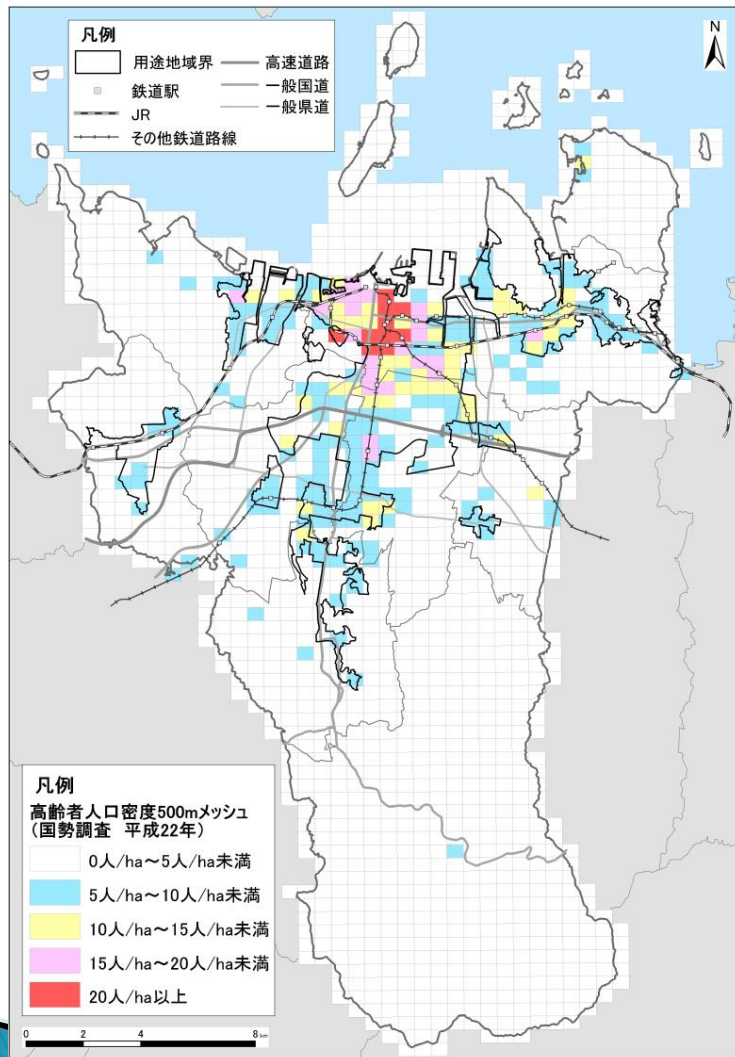 凡例
用途地域界
鉄道駅
JR
その他鉄道路線
高速道路
一般国道
一般県道
N
凡例
高齢者人口密度500mメッシュ
(国勢調査 平成22年)
0人/ha~5人/ha未満
5人/ha~10人/ha未満
10人/ha~15人/ha未満
15人/ha~20人/ha未満
20人/ha以上
0 2 4 8 km